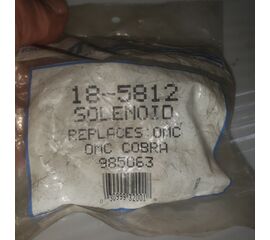 18-5812
SOLENOID
REPLACES:OMC
OMC COBRA
985063